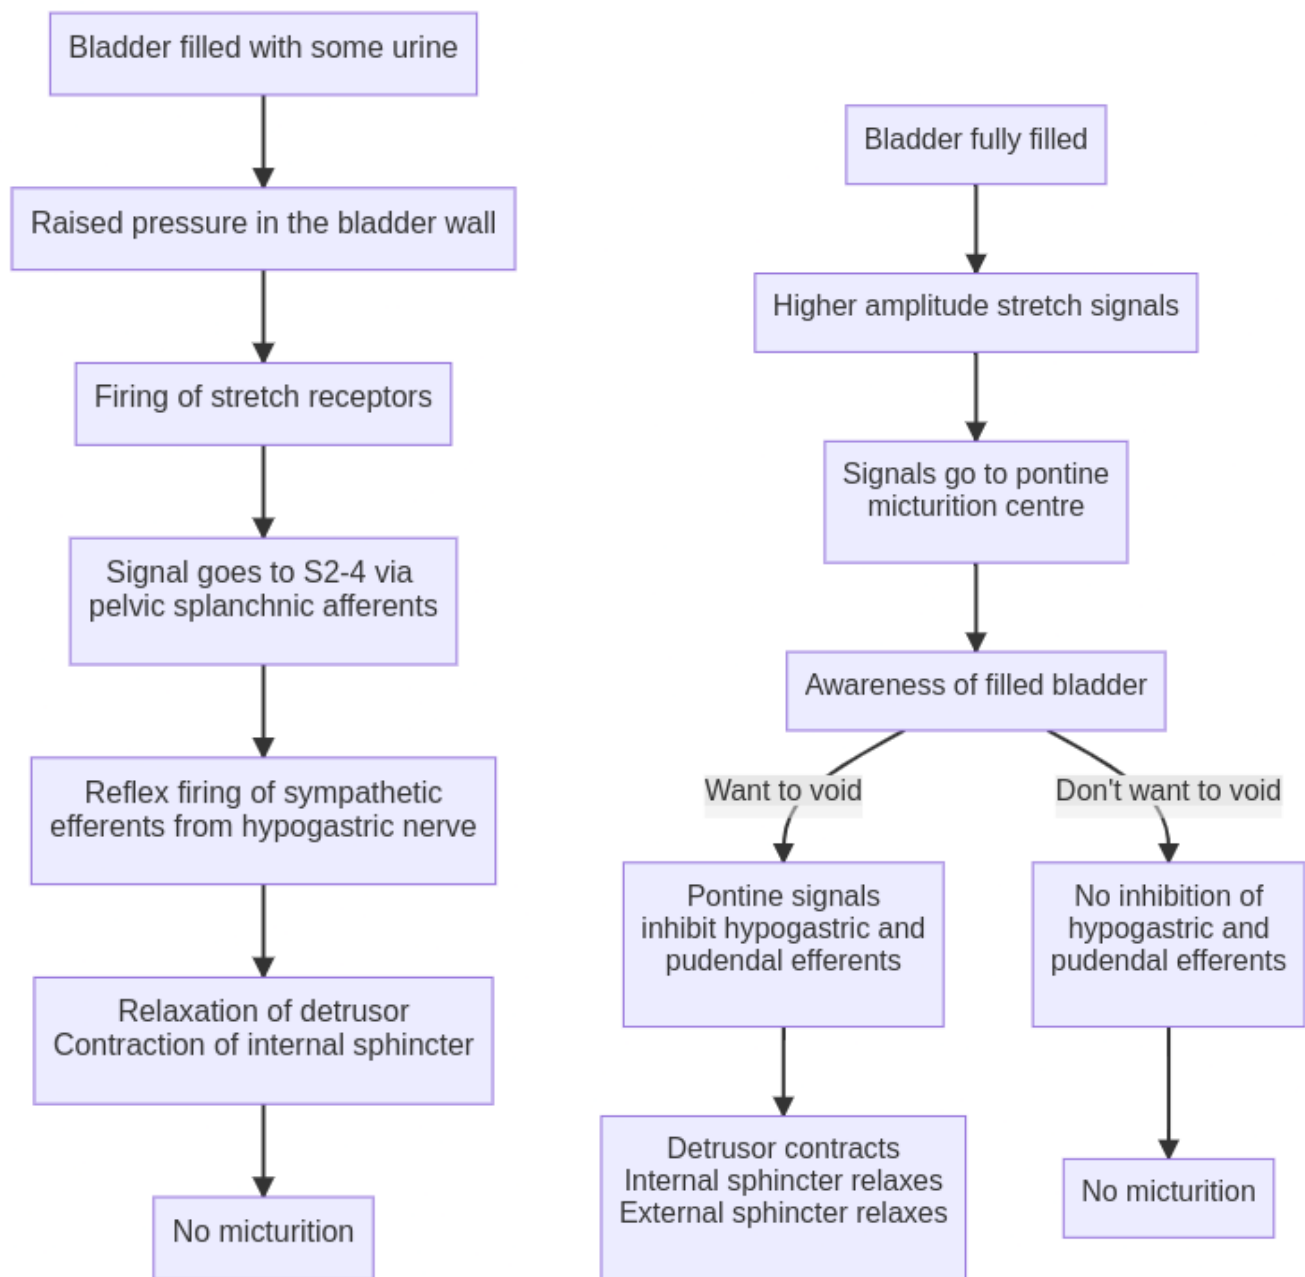 Bladder filled with some urine
Raised pressure in the bladder wall
Firing of stretch receptors
Signal goes to S2-4 via
pelvic splanchnic afferents
Reflex firing of sympathetic
efferents from hypogastric nerve
Relaxation of detrusor
Contraction of internal sphincter
No micturition
Bladder fully filled
Higher amplitude stretch signals
Signals go to pontine
micturition centre
Awareness of filled bladder
Want to void
Don't want to void
Pontine signals
inhibit hypogastric and
pudendal efferents
No inhibition of
hypogastric and
pudendal efferents
Detrusor contracts
Internal sphincter relaxes
External sphincter relaxes
No micturition